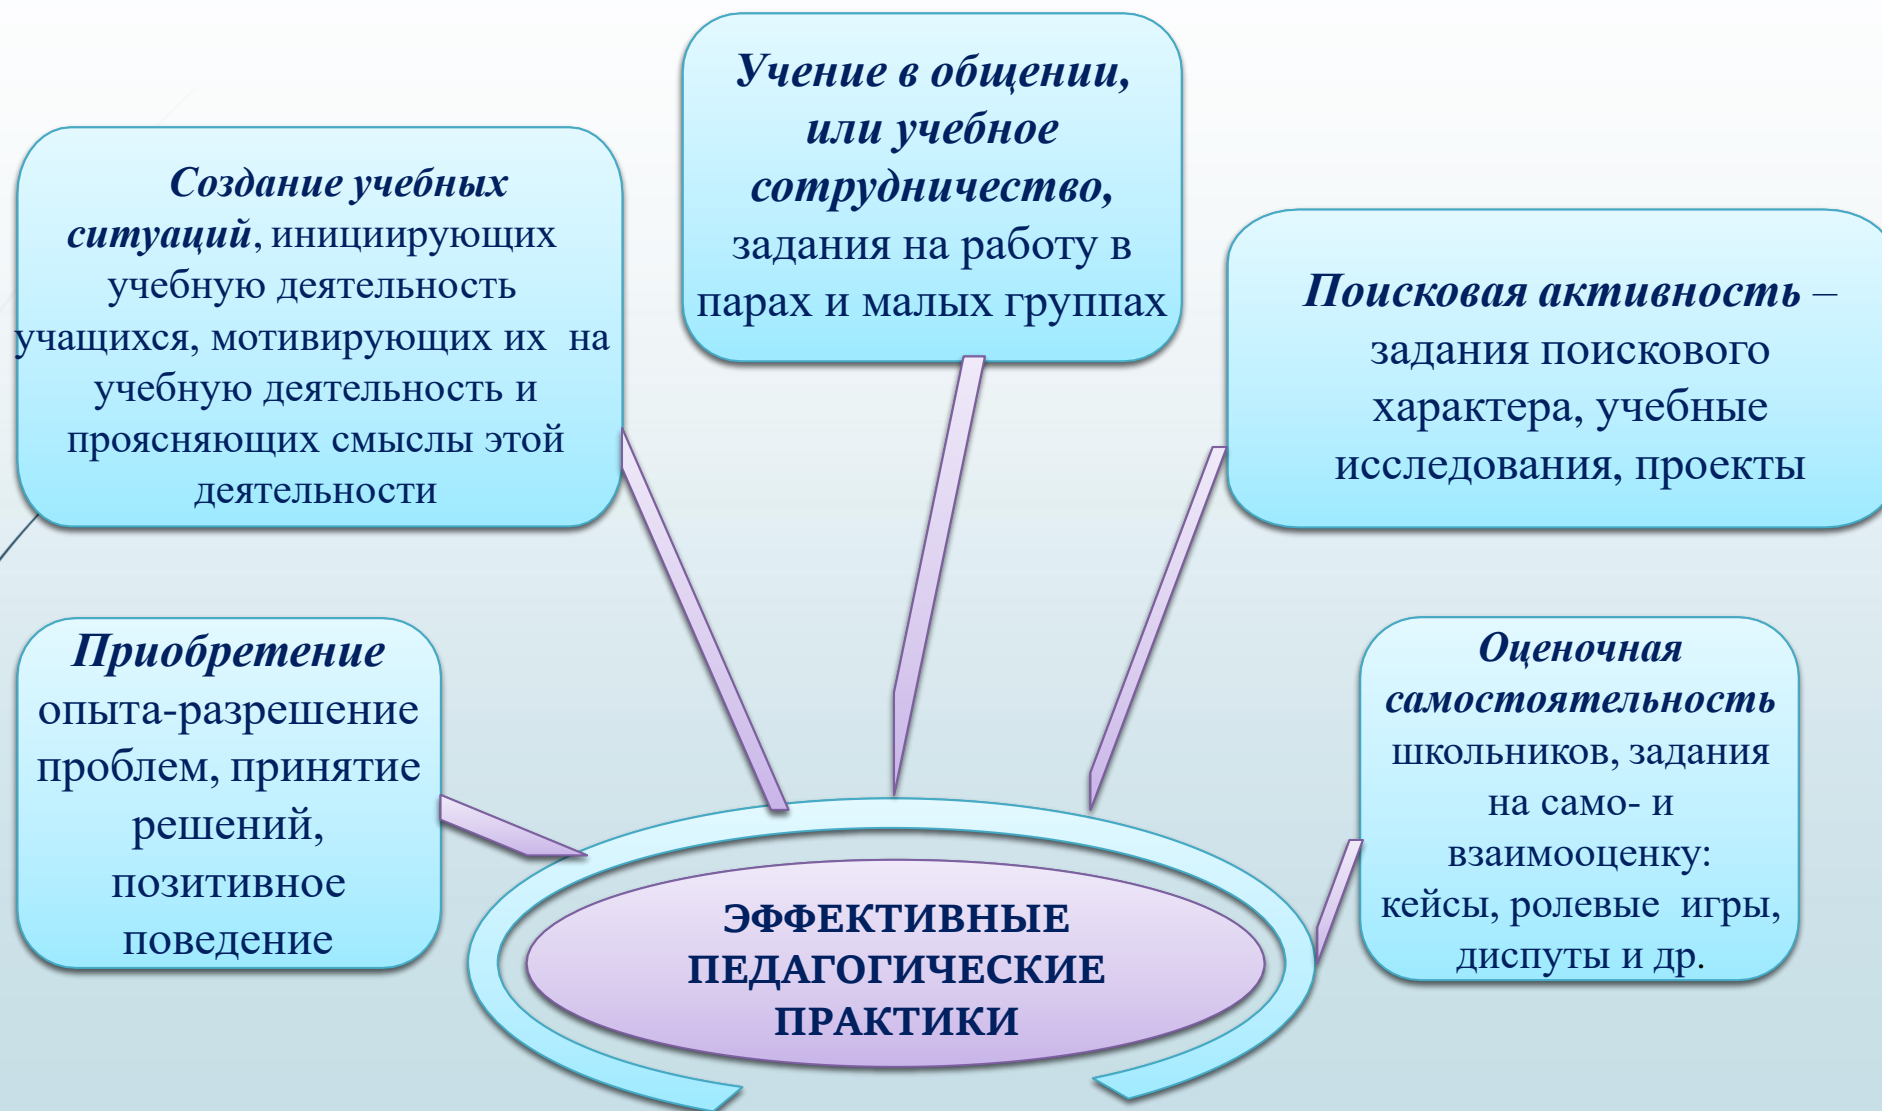 Учение в общении,
или учебное
сотрудничество,
задания на работу в
парах и малых группах
Создание учебных
ситуаций, инициирующих
учебную деятельность
учащихся, мотивирующих их на
учебную деятельность и
проясняющих смыслы этой
деятельности
Поисковая активность –
задания поискового
характера, учебные
исследования, проекты
Приобретение
опыта-разрешение
проблем, принятие
решений,
позитивное
поведение
Оценочная
самостоятельность
школьников, задания
на само- и
взаимооценку:
кейсы, ролевые игры,
диспуты и др.
ЭФФЕКТИВНЫЕ
ПЕДАГОГИЧЕСКИЕ
ПРАКТИКИ